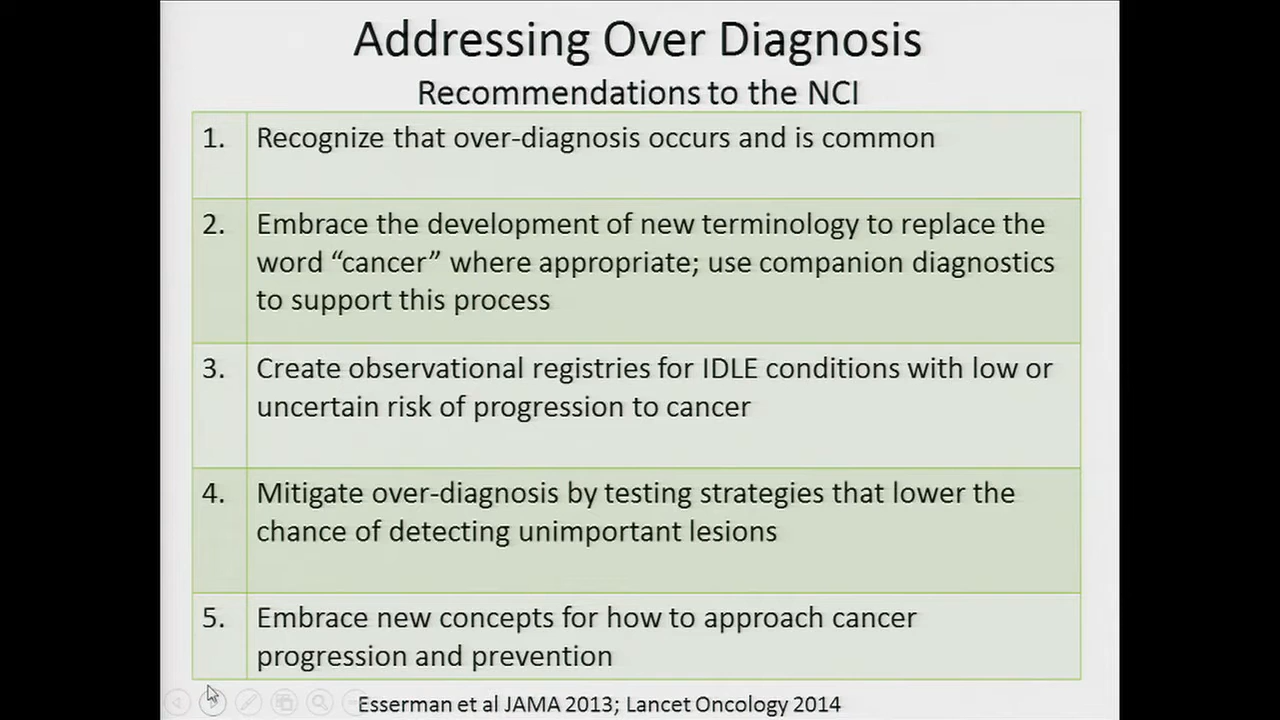 Addressing Over Diagnosis
Recommendations to the NCI
1. Recognize that over-diagnosis occurs and is common
2. Embrace the development of new terminology to replace the
word “cancer” where appropriate; use companion diagnostics
to support this process
3. Create observational registries for IDLE conditions with low or
uncertain risk of progression to cancer
4. Mitigate over-diagnosis by testing strategies that lower the
chance of detecting unimportant lesions
5. Embrace new concepts for how to approach cancer
progression and prevention
Esserman et al JAMA 2013; Lancet Oncology 2014